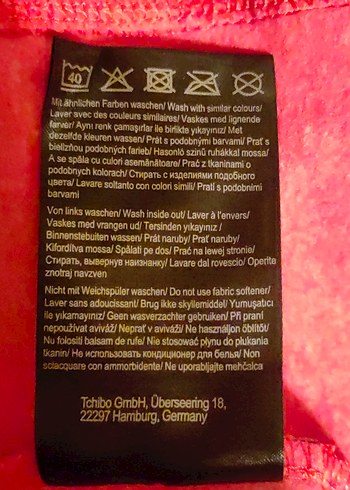 40
Mit ähnlichen Farben waschen/ Wash with similar colours/
Laver avec des couleurs similaires/ Vaskes med lignende
farver/ Aynı renk çamaşırlar ile birlikte yıkayınız/ Met
dezelfde kleuren wassen/ Prát s podobnými barvami/ Prať s
bielizňou podobných farieb/ Hasonló színű ruhákkal mossa/
A se spăla cu culori asemănătoare/ Prać z tkaninami o
podobnych kolorach/ Стирать с изделиями подобного
цвета/ Lavare soltanto con colori simili/ Prati s podobnimi
barvami
Von links waschen/ Wash inside out/ Laver à l'envers/
Vaskes med vrangen ud/ Tersinden yıkayınız /
Binnenstebuiten wassen/ Prát naruby/ Prať naruby/
Kifordítva mossa/ Spălați pe dos/ Prać na lewej stronie/
Стирать, вывернув наизнанку/ Lavare dal rovescio/ Operite
znotraj navzven
Nicht mit Weichspüler waschen/ Do not use fabric softener/
Laver sans adoucissant/ Brug ikke skyllemiddel/ Yumuşatıcı
ile yıkamayınız/ Geen wasverzachter gebruiken/ Při praní
nepoužívat aviváž/ Neprať v aviváži/ Ne használjon öblítőt/
Nu folosiți balsam de rufe/ Nie stosować płynu do płukania
tkanin/ Не использовать кондиционер для белья/ Non
sciacquare con ammorbidente/ Ne uporabljajte mehčalca
Tchibo GmbH, Überseering 18,
22297 Hamburg, Germany